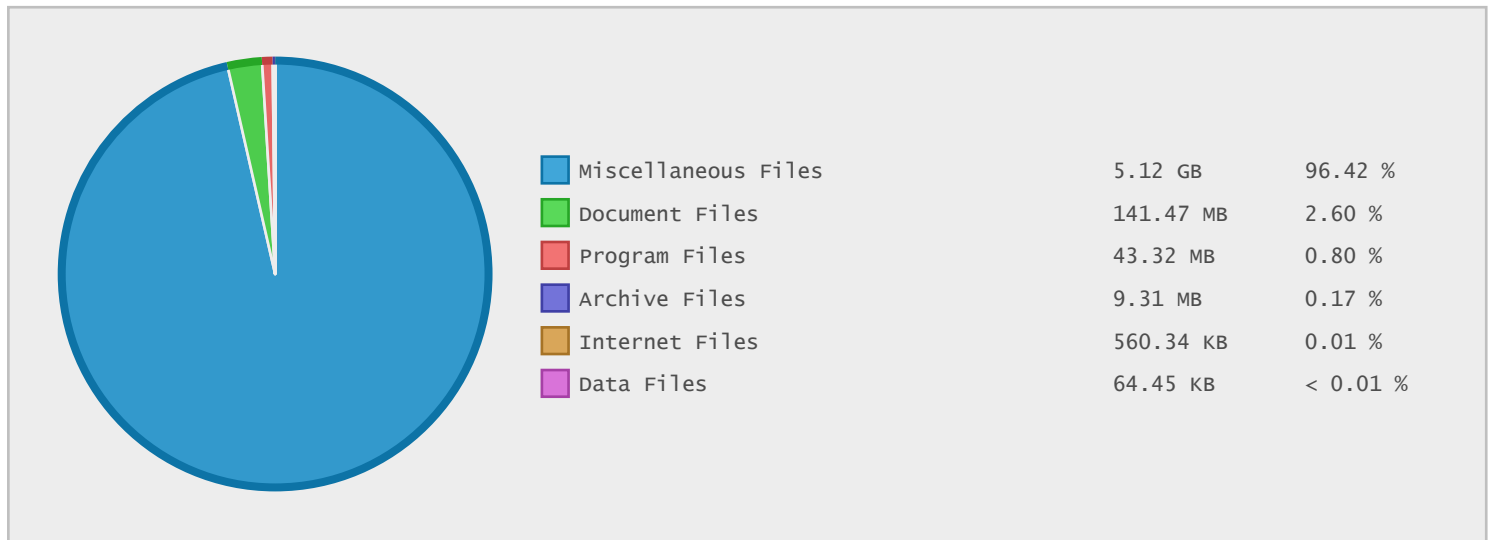 Miscellaneous Files 5.12 GB 96.42 %
Document Files 141.47 MB 2.60 %
Program Files 43.32 MB 0.80 %
Archive Files 9.31 MB 0.17 %
Internet Files 560.34 KB 0.01 %
Data Files 64.45 KB < 0.01 %